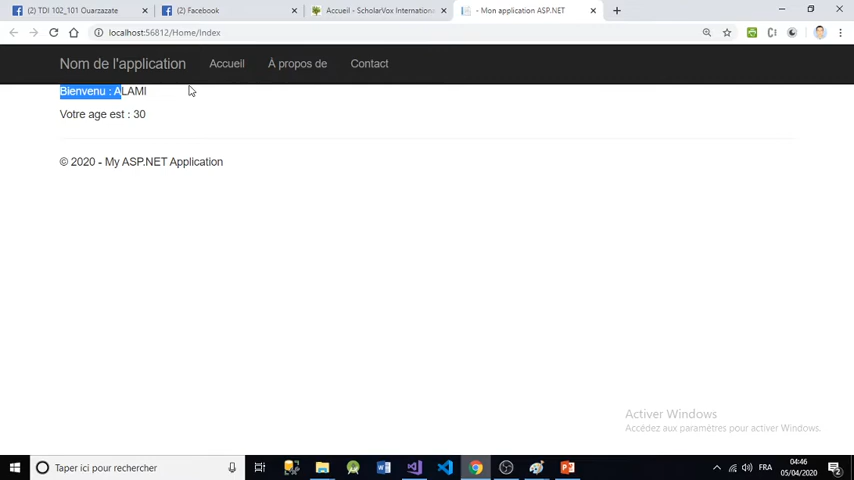 (2) TDI 102_101 Ouarzazate
(2) Facebook
Accueil - ScholarVox Internationa
- Mon application ASP.NET
localhost:56812/Home/Index
Nom de l'application Accueil À propos de Contact
Bienvenu : ALAMI
Votre age est : 30
© 2020 - My ASP.NET Application
Activer Windows
Accédez aux paramètres pour activer Windows.
Taper ici pour rechercher
FRA
04:46
05/04/2020
2